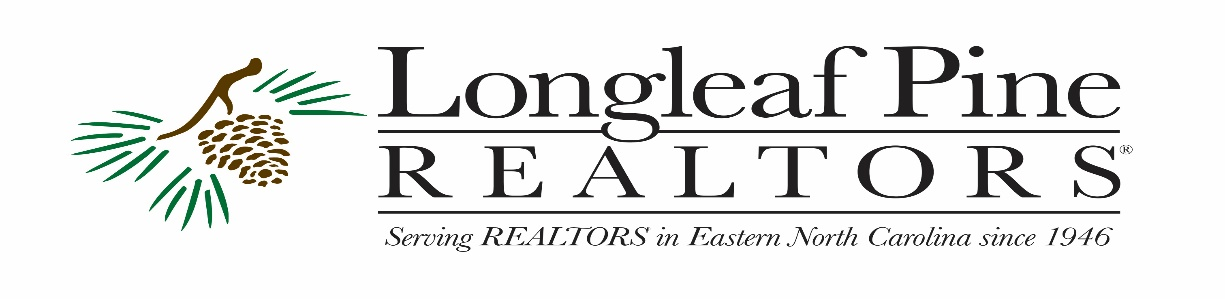 Longleaf Pine
REALTORS®
Serving REALTORS in Eastern North Carolina since 1946